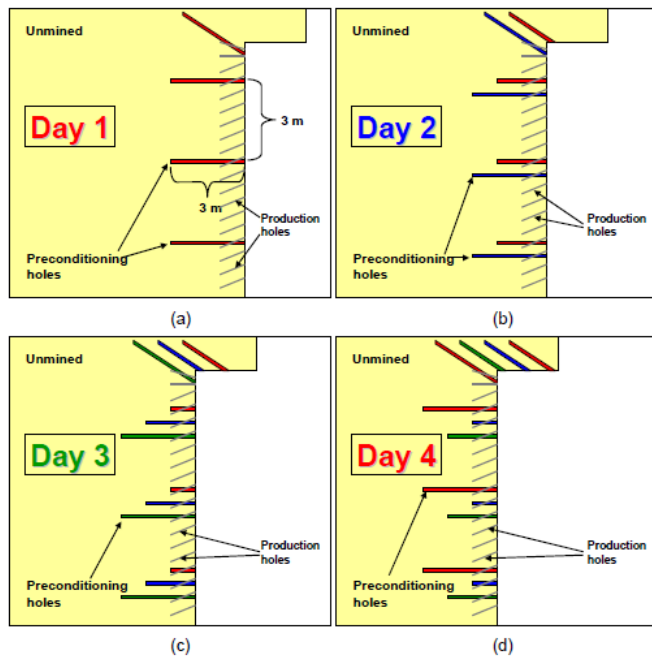 Unmined
Day 1
3 m
3 m
Production
holes
Preconditioning
holes
(a)
Unmined
Day 2
Production
holes
Preconditioning
holes
(b)
Unmined
Day 3
Production
holes
Preconditioning
holes
(c)
Unmined
Day 4
Production
holes
Preconditioning
holes
(d)